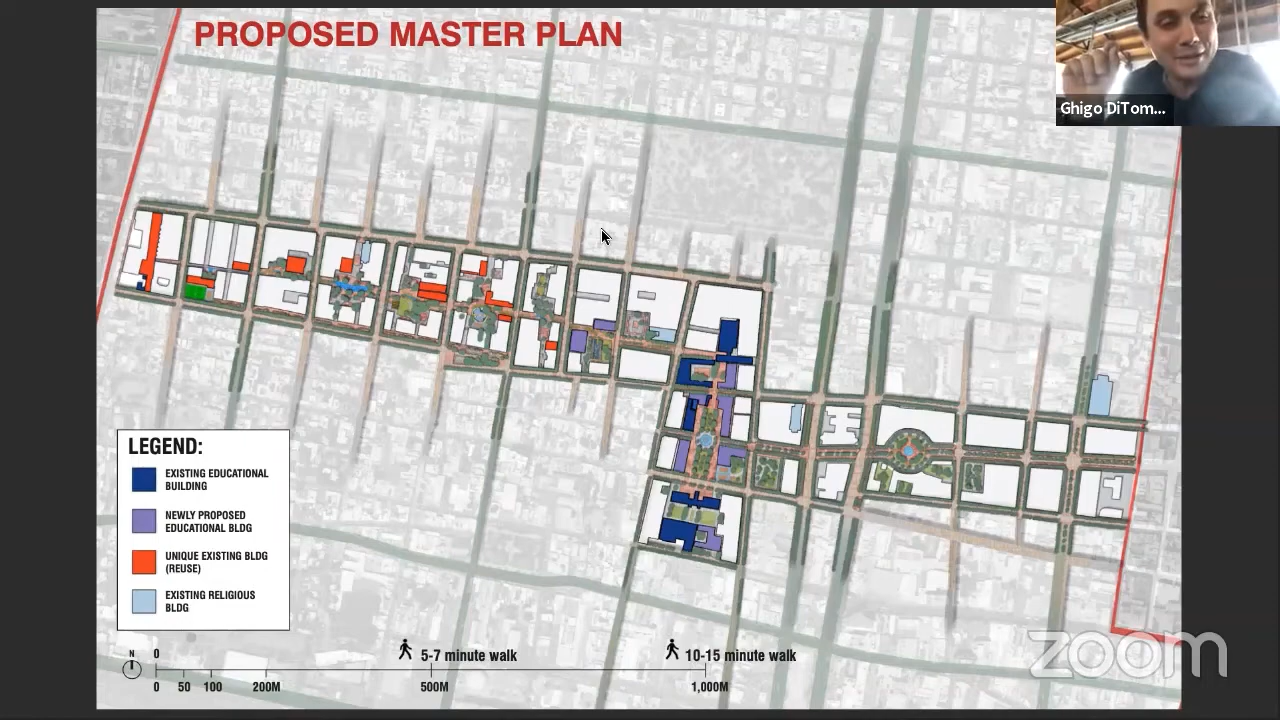 PROPOSED MASTER PLAN
Ghigo DiTom...
LEGEND:
EXISTING EDUCATIONAL
BUILDING
NEWLY PROPOSED
EDUCATIONAL BLDG
UNIQUE EXISTING BLDG
(REUSE)
EXISTING RELIGIOUS
BLDG
N
0
5-7 minute walk
10-15 minute walk
0
50
100
200M
500M
1,000M
zoom